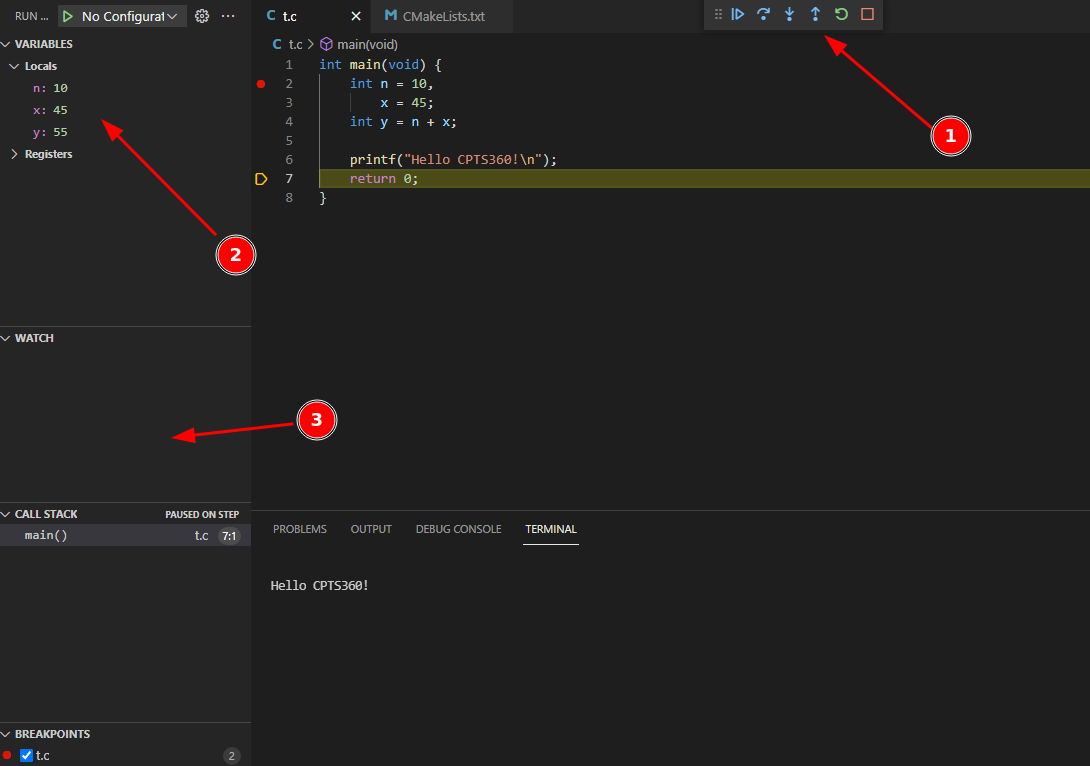 RUN ...
No Configurat
VARIABLES
Locals
n: 10
x: 45
y: 55
Registers
2
WATCH
3
CALL STACK
PAUSED ON STEP
main()
t.c
7:1
BREAKPOINTS
t.c
2
C t.c
M CMakeLists.txt
C t.c > main(void)
1 int main(void) {
2 int n = 10,
3 x = 45;
4 int y = n + x;
5
6 printf("Hello CPTS360!\n");
7 return 0;
8 }
1
PROBLEMS OUTPUT DEBUG CONSOLE TERMINAL
Hello CPTS360!